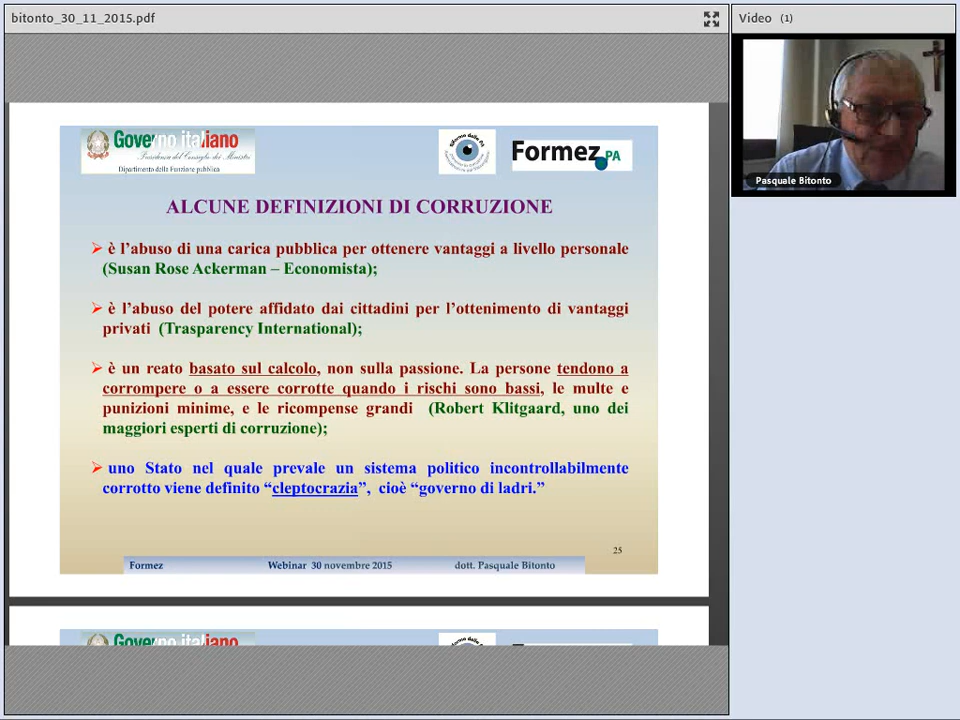 bitonto_30_11_2015.pdf
Video (1)
Pasquale Bitonto
Governo italiano
Presidenza del Consiglio dei Ministri
Dipartimento della Funzione pubblica
Formez PA
ALCUNE DEFINIZIONI DI CORRUZIONE
➢ è l'abuso di una carica pubblica per ottenere vantaggi a livello personale
(Susan Rose Ackerman – Economista);
➢ è l'abuso del potere affidato dai cittadini per l'ottenimento di vantaggi
privati (Trasparency International);
➢ è un reato basato sul calcolo, non sulla passione. La persone tendono a
corrompere o a essere corrotte quando i rischi sono bassi, le multe e
punizioni minime, e le ricompense grandi (Robert Klitgaard, uno dei
maggiori esperti di corruzione);
➢ uno Stato nel quale prevale un sistema politico incontrollabilmente
corrotto viene definito “cleptocrazia”, cioè “governo di ladri.”
25
Formez Webinar 30 novembre 2015 dott. Pasquale Bitonto
Governo italiano